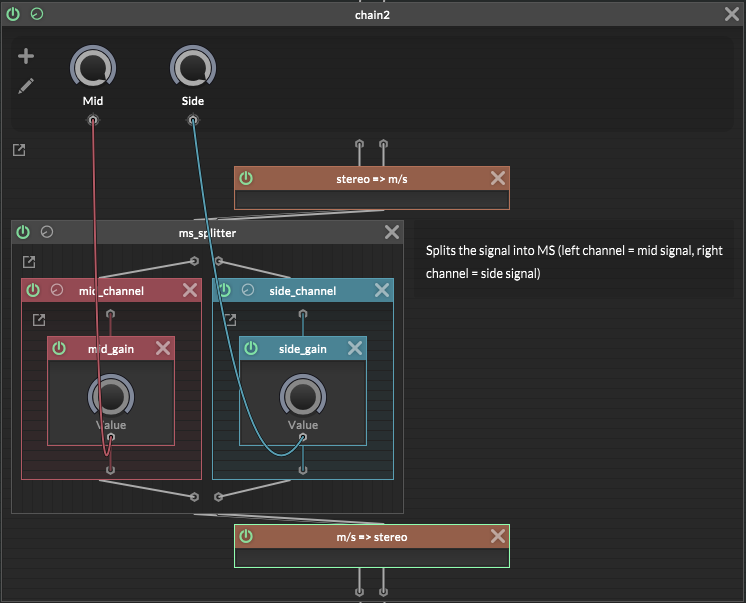 chain2
Mid
Side
stereo => m/s
ms_splitter
Splits the signal into MS (left channel = mid signal, right
channel = side signal)
mid_channel
side_channel
mid_gain
side_gain
Value
Value
m/s => stereo